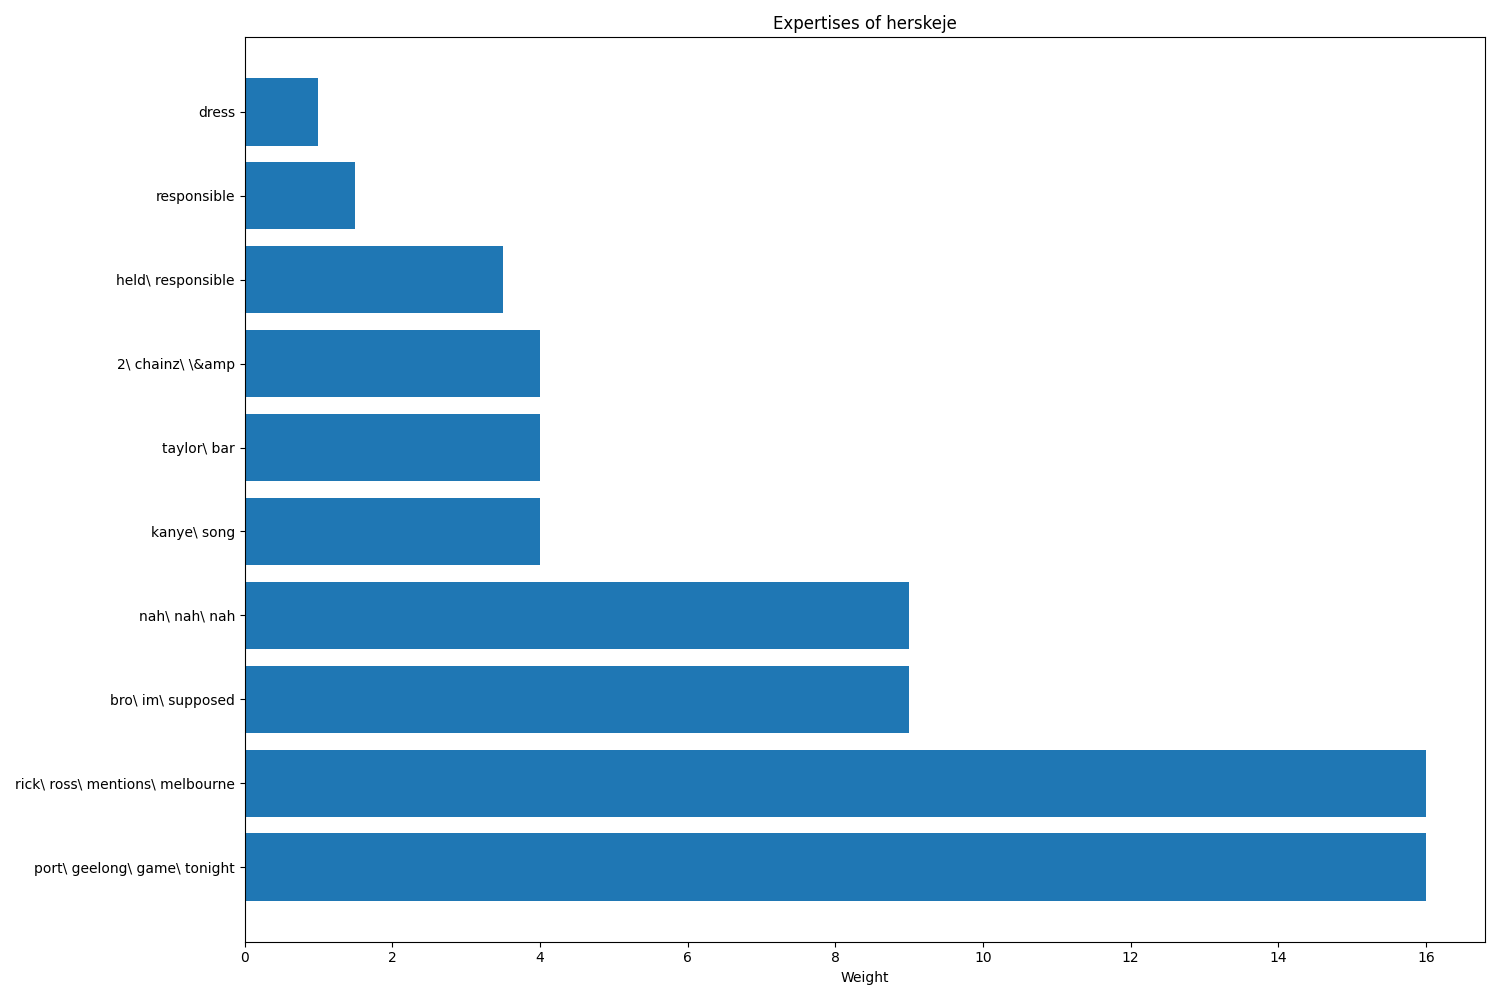 Expertises of herskeje
dress
responsible
held\ responsible
2\ chainz\ \&amp
taylor\ bar
kanye\ song
nah\ nah\ nah
bro\ im\ supposed
rick\ ross\ mentions\ melbourne
port\ geelong\ game\ tonight
0 2 4 6 8 10 12 14 16
Weight